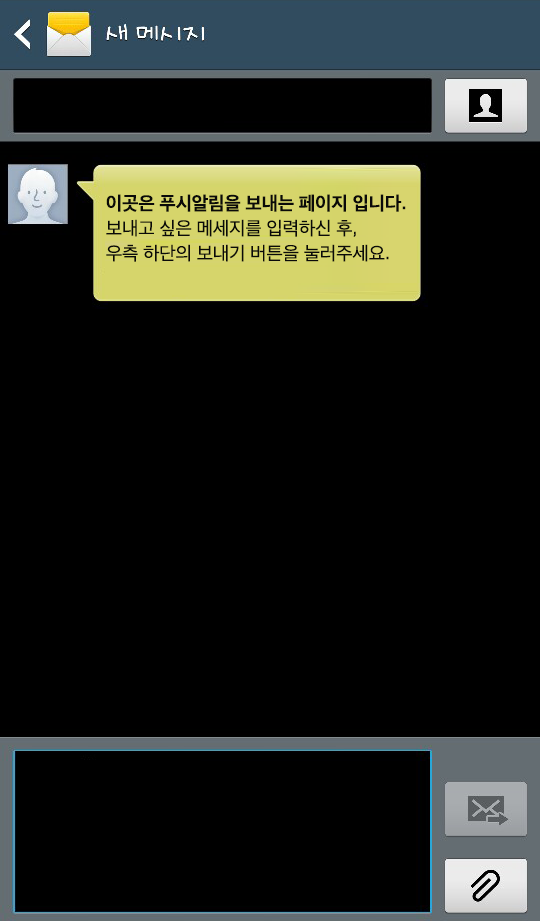 새 메시지
이곳은 푸시알림을 보내는 페이지 입니다.
보내고 싶은 메세지를 입력하신 후,
우측 하단의 보내기 버튼을 눌러주세요.